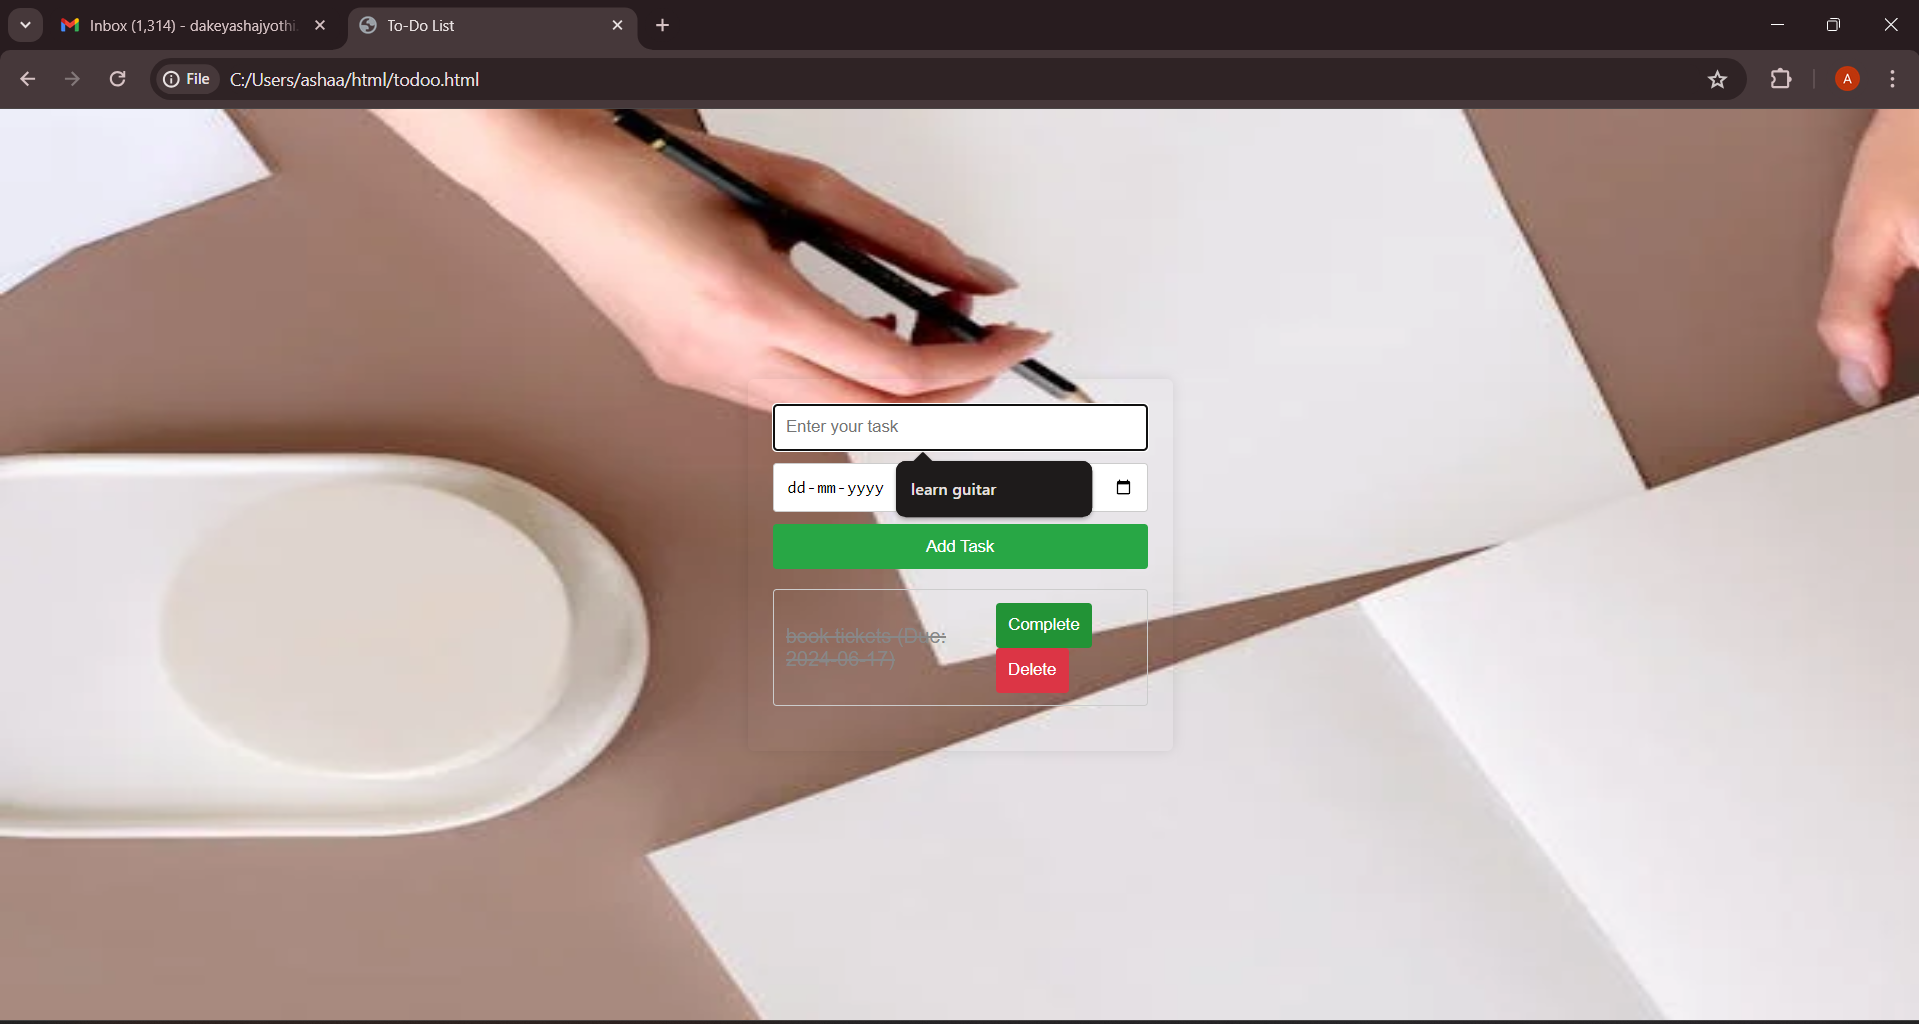 Inbox (1,314) - dakeyashajyothi
To-Do List
File
C:/Users/ashaa/html/todoo.html
A
Enter your task
dd-mm-yyyy
learn guitar
Add Task
book tickets (Due:
2024-06-17)
Complete
Delete